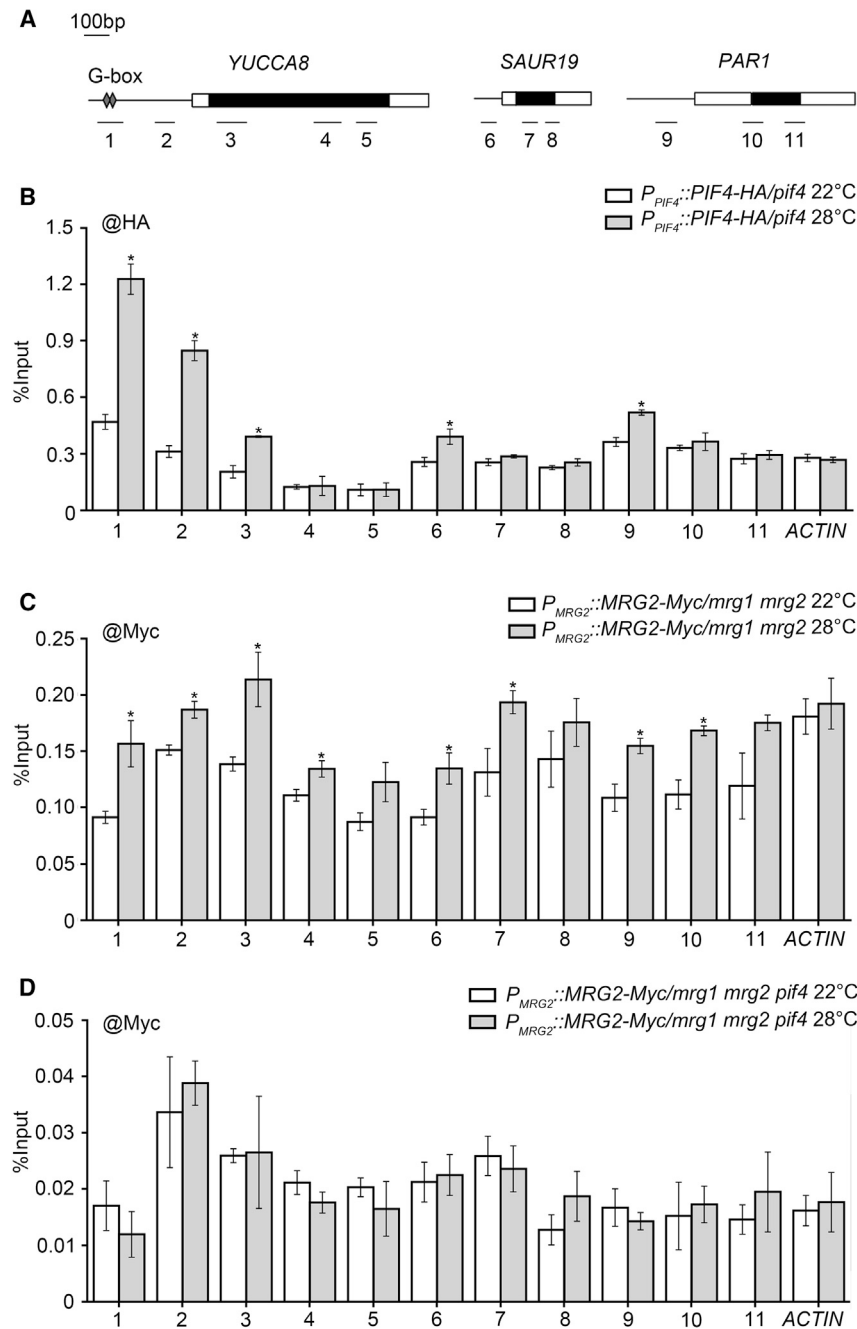 A
100bp
G-box YUCCA8 SAUR19 PAR1
1 2 3 4 5 6 7 8 9 10 11
B
@HA
P_PIF4::PIF4-HA/pif4 22°C
P_PIF4::PIF4-HA/pif4 28°C
%Input
1.5
1.2
0.9
0.6
0.3
0
* * * * *
1 2 3 4 5 6 7 8 9 10 11 ACTIN
C
@Myc
P_MRG2::MRG2-Myc/mrg1 mrg2 22°C
P_MRG2::MRG2-Myc/mrg1 mrg2 28°C
%Input
0.25
0.20
0.15
0.10
0.05
0
* * * * * * * *
1 2 3 4 5 6 7 8 9 10 11 ACTIN
D
@Myc
P_MRG2::MRG2-Myc/mrg1 mrg2 pif4 22°C
P_MRG2::MRG2-Myc/mrg1 mrg2 pif4 28°C
%Input
0.05
0.04
0.03
0.02
0.01
0
1 2 3 4 5 6 7 8 9 10 11 ACTIN